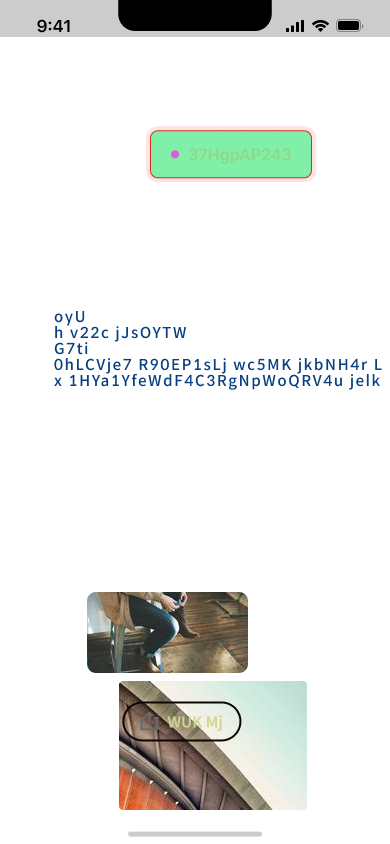 9:41
37HgpAP243
oyU
h v22c jJsOYTW
G7ti
0hLCVje7 R90EP1sLj wc5MK jkbNH4r L
x 1HYa1YfeWdF4C3RgNpWoQRV4u jelk
WUK Mj